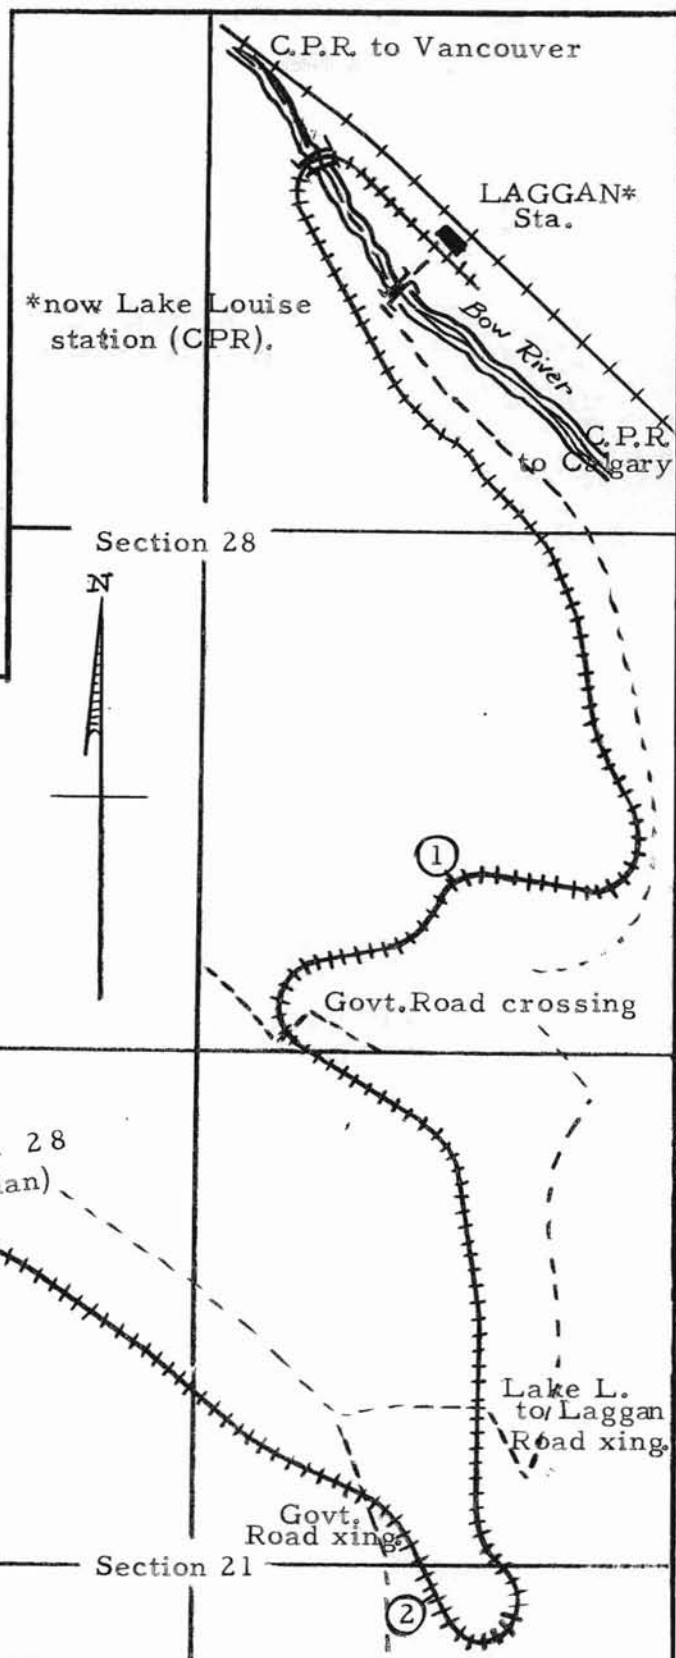 C.P.R. to Vancouver
LAGGAN*
Sta.
*now Lake Louise
station (CPR).
Bow River
C.P.R.
to Calgary
Section 28
N
1
Govt. Road crossing
28
Lake L.
to Laggan
Road xing.
Govt.
Road xing.
Section 21
2